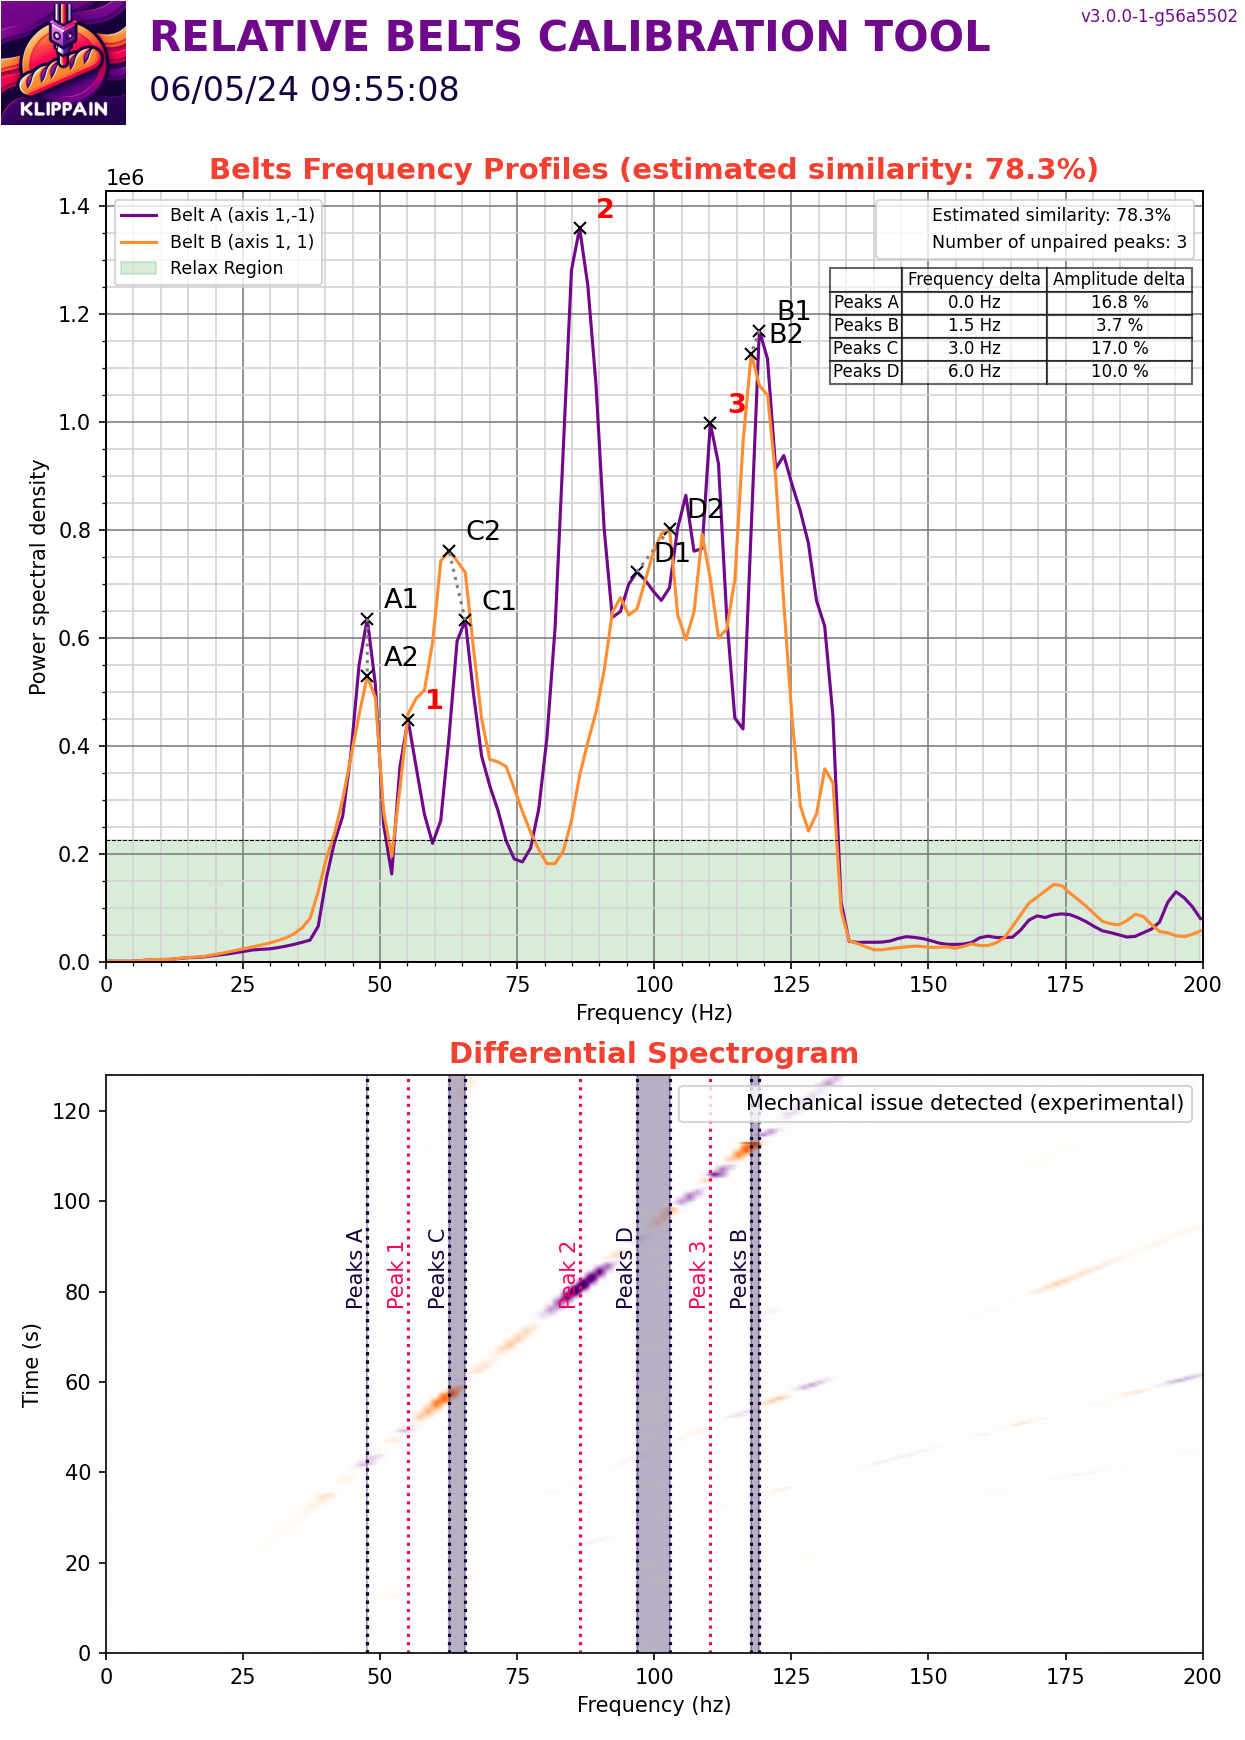 v3.0.0-1-g56a5502
RELATIVE BELTS CALIBRATION TOOL
06/05/24 09:55:08
KLIPPAIN
Belts Frequency Profiles (estimated similarity: 78.3%)
1e6
Belt A (axis 1,-1)
Belt B (axis 1, 1)
Relax Region
Estimated similarity: 78.3%
Number of unpaired peaks: 3
Frequency delta Amplitude delta
Peaks A 0.0 Hz 16.8 %
Peaks B 1.5 Hz 3.7 %
Peaks C 3.0 Hz 17.0 %
Peaks D 6.0 Hz 10.0 %
2
B1
B2
3
D2
D1
C2
C1
A1
A2
1
1.4
1.2
1.0
0.8
0.6
0.4
0.2
0.0
Power spectral density
0 25 50 75 100 125 150 175 200
Frequency (Hz)
Differential Spectrogram
Mechanical issue detected (experimental)
Peaks A
Peak 1
Peaks C
Peak 2
Peaks D
Peak 3
Peaks B
120
100
80
60
40
20
0
Time (s)
0 25 50 75 100 125 150 175 200
Frequency (hz)